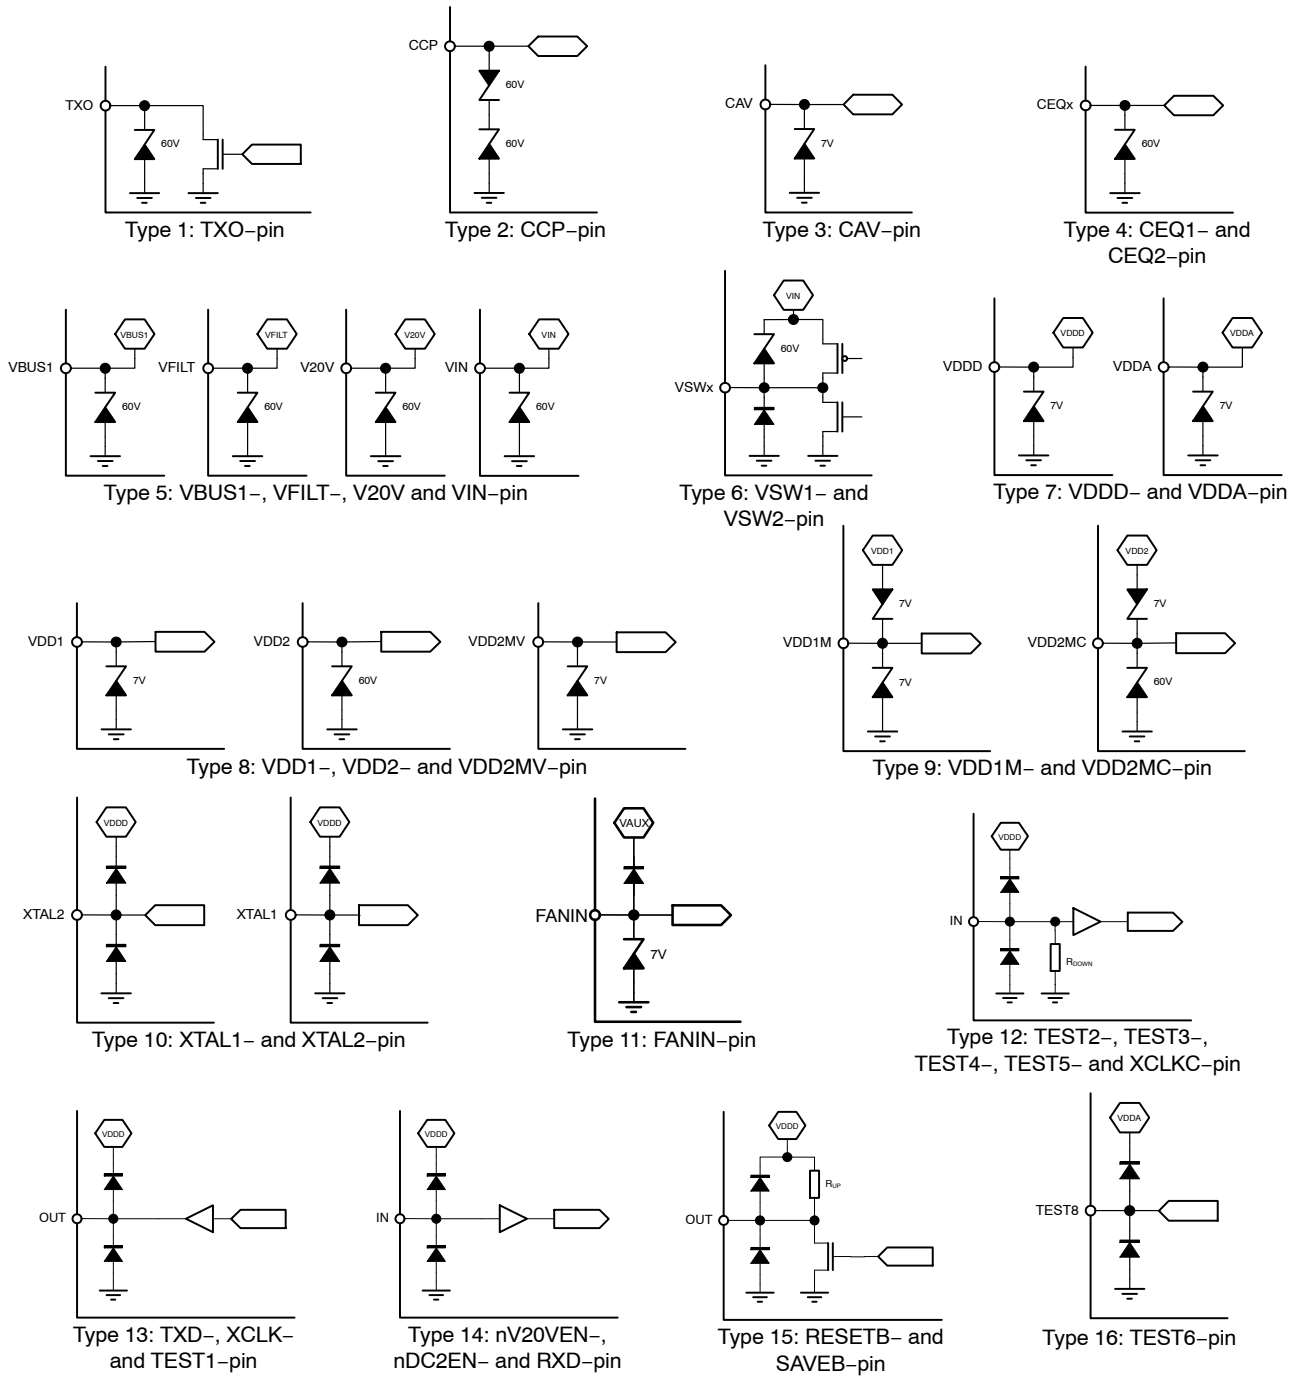 TXO
60V
Type 1: TXO–pin
CCP
60V
60V
Type 2: CCP–pin
CAV
7V
Type 3: CAV–pin
CEQx
60V
Type 4: CEQ1– and
CEQ2–pin
VBUS1
VBUS1
60V
VFILT
VFILT
60V
V20V
V20V
60V
VIN
VIN
60V
Type 5: VBUS1–, VFILT–, V20V and VIN–pin
VIN
60V
VSWx
Type 6: VSW1– and
VSW2–pin
VDDD
VDDD
7V
VDDA
VDDA
7V
Type 7: VDDD– and VDDA–pin
VDD1
7V
VDD2
60V
VDD2MV
7V
Type 8: VDD1–, VDD2– and VDD2MV–pin
VDD1
7V
VDD1M
7V
VDD2
7V
VDD2MC
60V
Type 9: VDD1M– and VDD2MC–pin
VDDD
XTAL2
VDDD
XTAL1
Type 10: XTAL1– and XTAL2–pin
VAUX
FANIN
7V
Type 11: FANIN–pin
VDDD
IN
RDOWN
Type 12: TEST2–, TEST3–,
TEST4–, TEST5– and XCLKC–pin
VDDD
OUT
Type 13: TXD–, XCLK–
and TEST1–pin
VDDD
IN
Type 14: nV20VEN–,
nDC2EN– and RXD–pin
VDDD
RUP
OUT
Type 15: RESETB– and
SAVEB–pin
VDDA
TEST8
Type 16: TEST6–pin